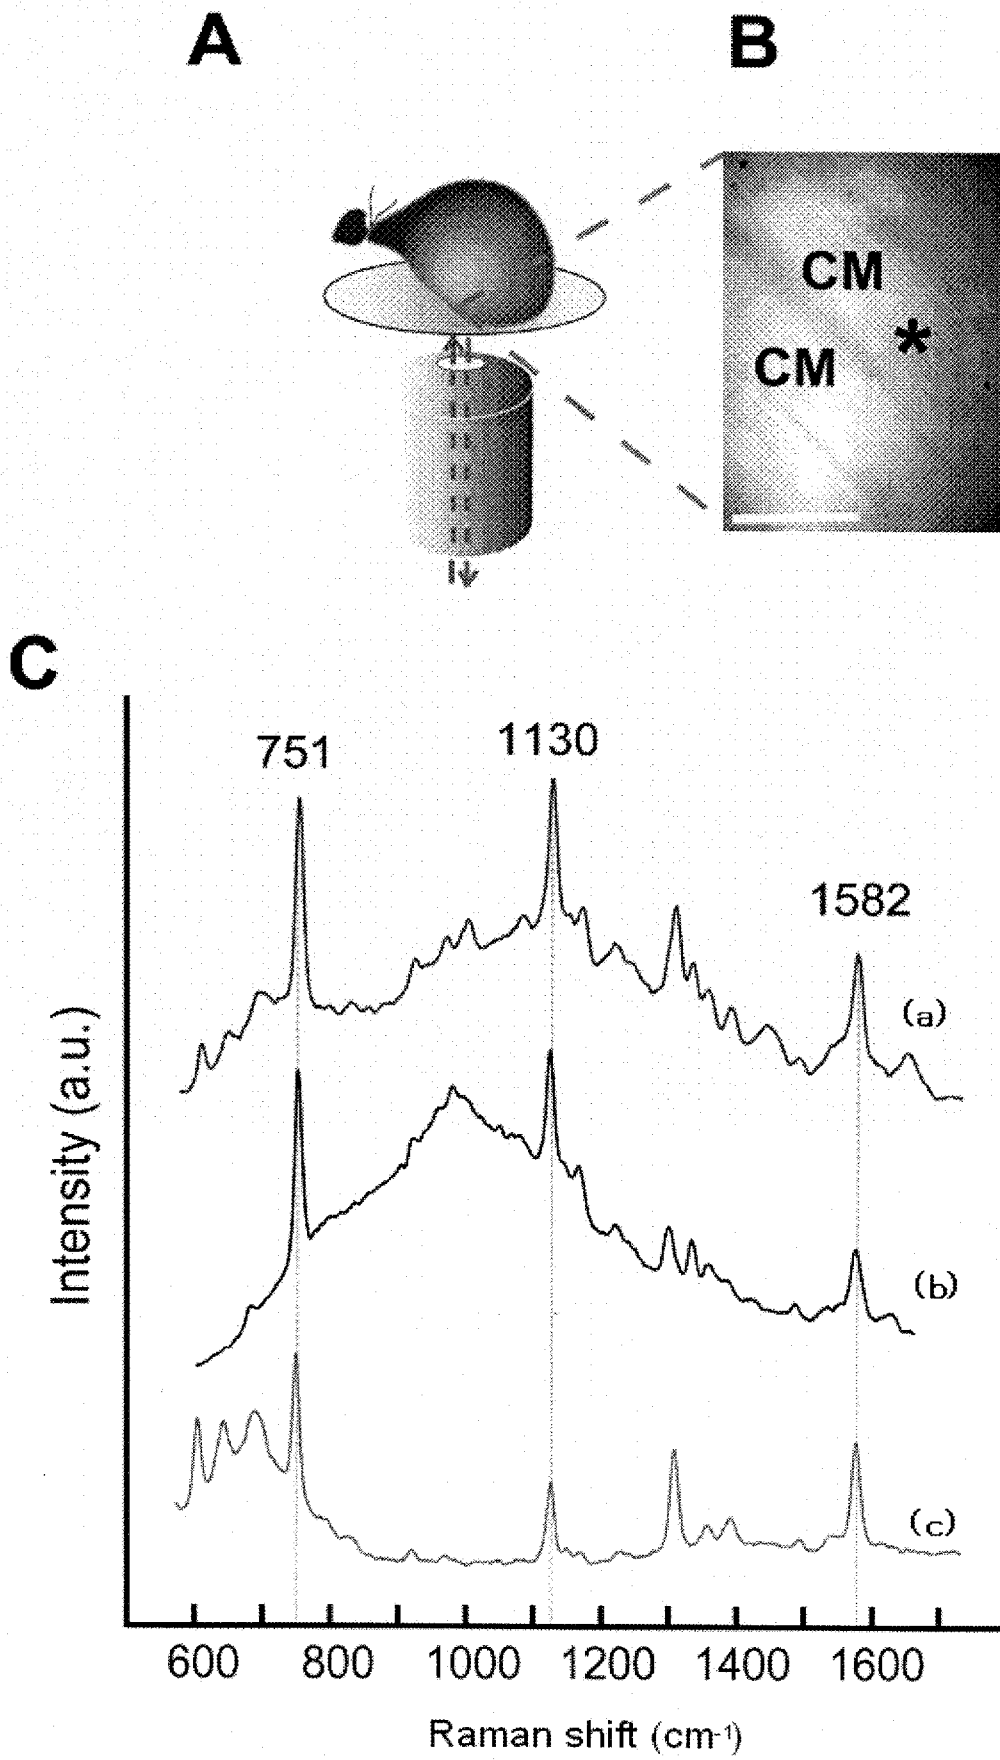 A
B
CM
*
CM
C
751
1130
1582
(a)
(b)
(c)
Intensity (a.u.)
600 800 1000 1200 1400 1600
Raman shift (cm-1)